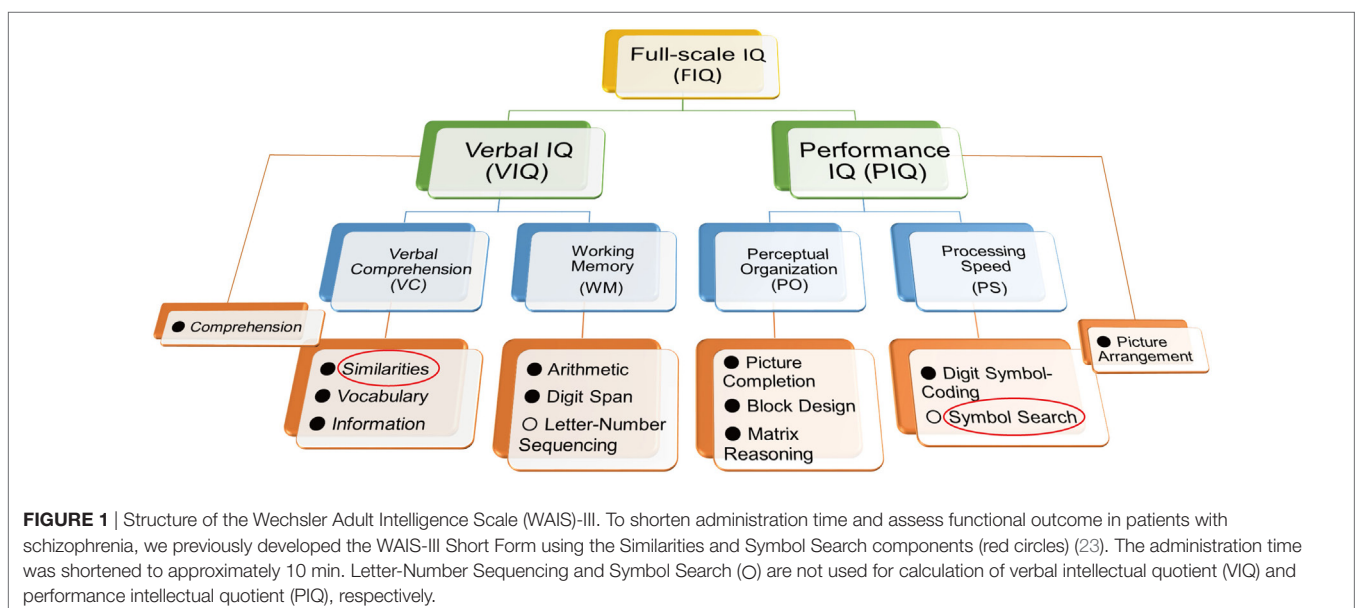 Full-scale IQ
(FIQ)
Verbal IQ
(VIQ)
Performance
IQ (PIQ)
Verbal
Comprehension
(VC)
Working
Memory
(WM)
Perceptual
Organization
(PO)
Processing
Speed
(PS)
● Comprehension
● Similarities
● Vocabulary
● Information
● Arithmetic
● Digit Span
○ Letter-Number
Sequencing
● Picture
Completion
● Block Design
● Matrix
Reasoning
● Digit Symbol-
Coding
○ Symbol Search
● Picture
Arrangement
FIGURE 1 | Structure of the Wechsler Adult Intelligence Scale (WAIS)-III. To shorten administration time and assess functional outcome in patients with
schizophrenia, we previously developed the WAIS-III Short Form using the Similarities and Symbol Search components (red circles) (23). The administration time
was shortened to approximately 10 min. Letter-Number Sequencing and Symbol Search (○) are not used for calculation of verbal intellectual quotient (VIQ) and
performance intellectual quotient (PIQ), respectively.